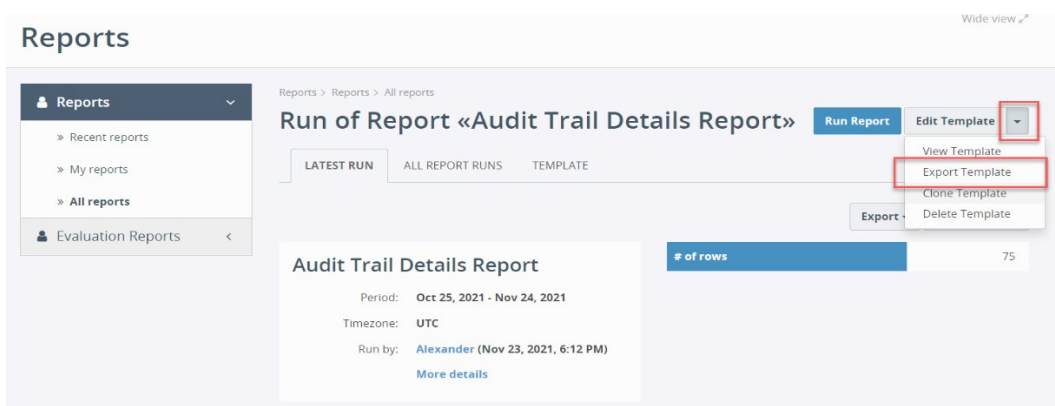 Wide view
Reports
Reports
» Recent reports
» My reports
» All reports
Evaluation Reports
Reports > Reports > All reports
Run of Report «Audit Trail Details Report»
Run Report
Edit Template
View Template
Export Template
Clone Template
Delete Template
LATEST RUN
ALL REPORT RUNS
TEMPLATE
Export
Audit Trail Details Report
Period: Oct 25, 2021 - Nov 24, 2021
Timezone: UTC
Run by: Alexander (Nov 23, 2021, 6:12 PM)
More details
# of rows 75